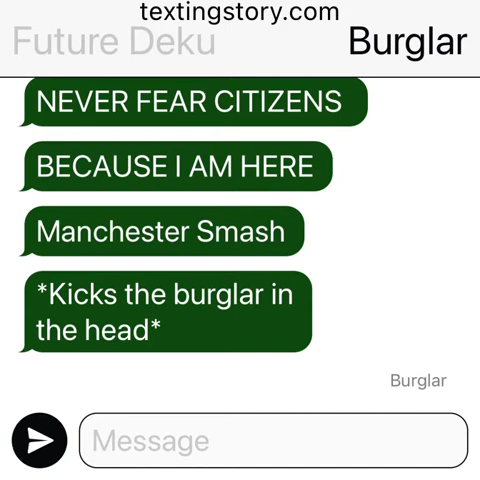 textingstory.com
Future Deku Burglar
NEVER FEAR CITIZENS
BECAUSE I AM HERE
Manchester Smash
*Kicks the burglar in
the head*
Burglar
Message